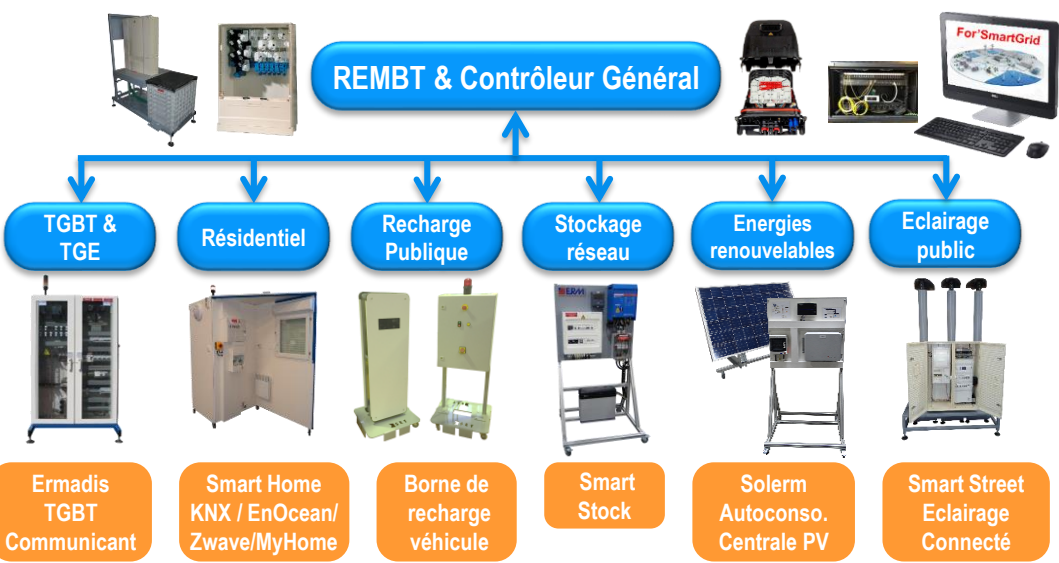 For'SmartGrid
REMBT & Contrôleur Général
TGBT &
TGE
Résidentiel
Recharge
Publique
Stockage
réseau
Energies
renouvelables
Eclairage
public
ERM
Ermadis
TGBT
Communicant
Smart Home
KNX / EnOcean/
Zwave/MyHome
Borne de
recharge
véhicule
Smart
Stock
Solerm
Autoconso.
Centrale PV
Smart Street
Eclairage
Connecté